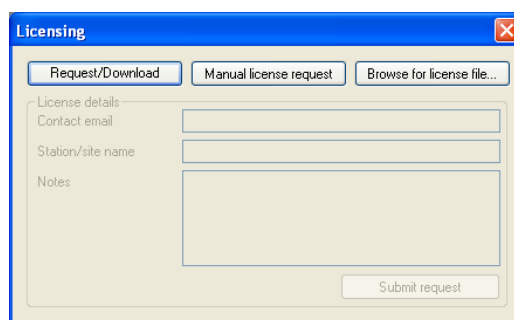 Licensing
Request/Download Manual license request Browse for license file...
License details
Contact email
Station/site name
Notes
Submit request